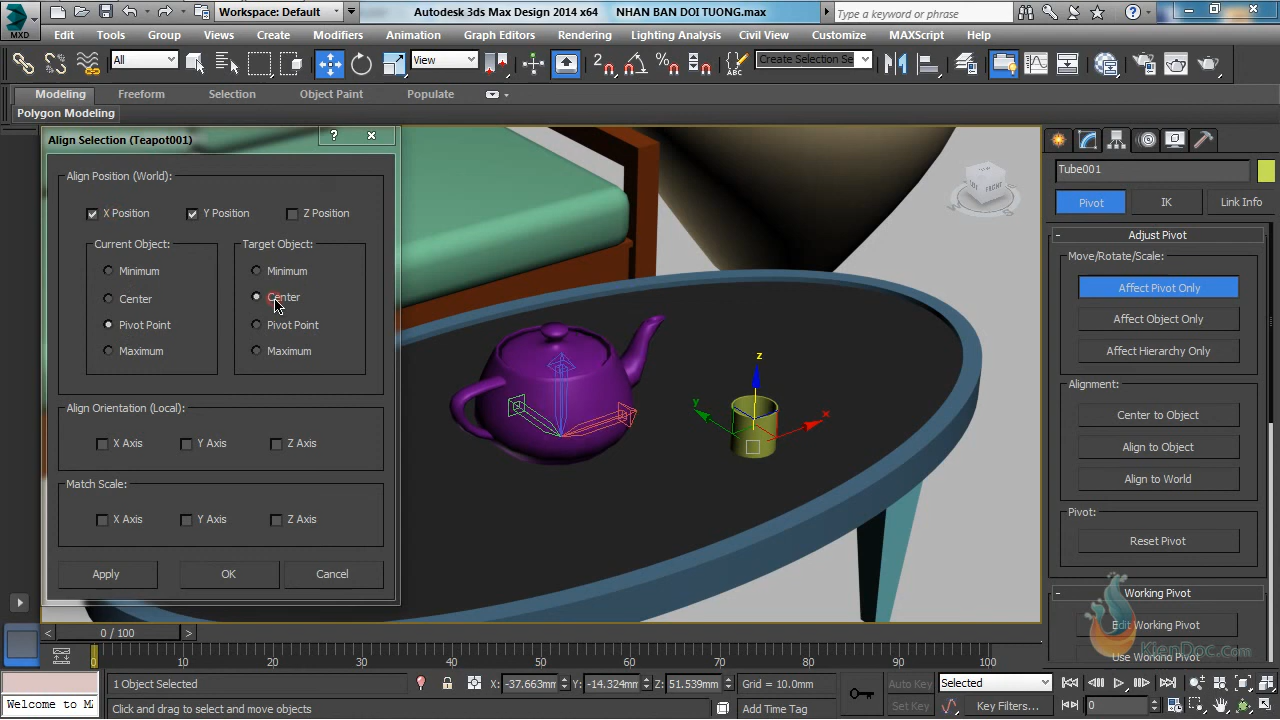 MXD
Workspace: Default
Autodesk 3ds Max Design 2014 x64
NHAN BAN DOI TUONG.max
Type a keyword or phrase
Edit
Tools
Group
Views
Create
Modifiers
Animation
Graph Editors
Rendering
Lighting Analysis
Civil View
Customize
MAXScript
Help
All
View
2
Create Selection Se
Modeling
Freeform
Selection
Object Paint
Populate
Polygon Modeling
Align Selection (Teapot001)
?
Align Position (World):
X Position
Y Position
Z Position
Current Object:
Target Object:
Minimum
Minimum
Center
Center
Pivot Point
Pivot Point
Maximum
Maximum
Align Orientation (Local):
X Axis
Y Axis
Z Axis
Match Scale:
X Axis
Y Axis
Z Axis
Apply
OK
Cancel
z
y
x
FRONT
Tube001
Pivot
IK
Link Info
Adjust Pivot
Move/Rotate/Scale:
Affect Pivot Only
Affect Object Only
Affect Hierarchy Only
Alignment:
Center to Object
Align to Object
Align to World
Pivot:
Reset Pivot
Working Pivot
Edit Working Pivot
Use Working Pivot
KienDoc.com
< 0 / 100 >
0 10 20 30 40 50 60 70 80 90 100
1 Object Selected
X: -37.663mm
Y: -14.324mm
Z: 51.539mm
Grid = 10.0mm
Auto Key
Selected
Welcome to M
Click and drag to select and move objects
Add Time Tag
Set Key
Key Filters...
0